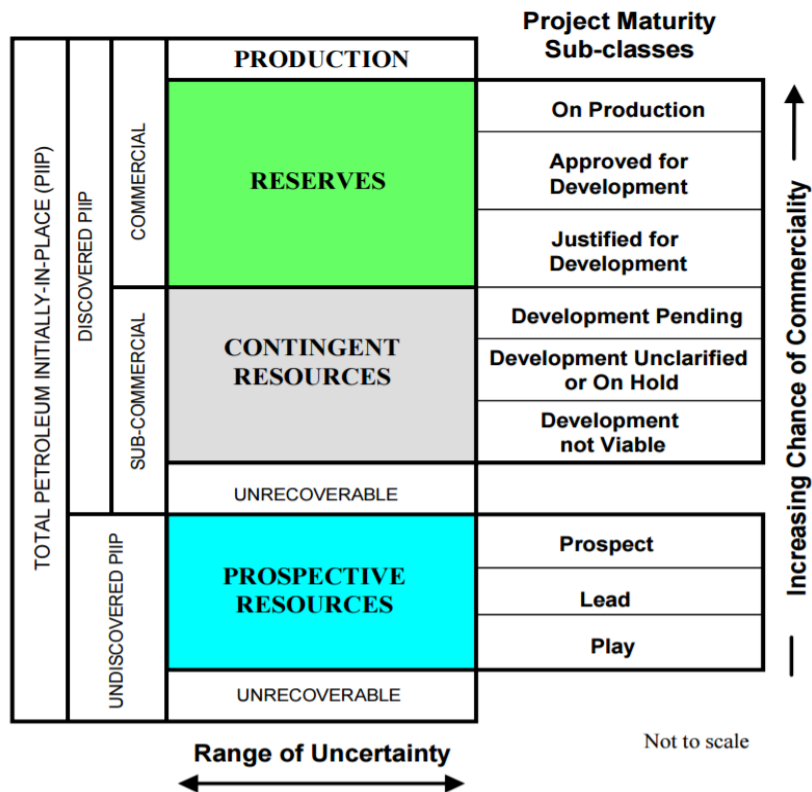 Project Maturity
Sub-classes
TOTAL PETROLEUM INITIALLY-IN-PLACE (PIIP)
DISCOVERED PIIP
UNDISCOVERED PIIP
COMMERCIAL
SUB-COMMERCIAL
PRODUCTION
RESERVES
On Production
Approved for
Development
Justified for
Development
CONTINGENT
RESOURCES
Development Pending
Development Unclarified
or On Hold
Development
not Viable
UNRECOVERABLE
PROSPECTIVE
RESOURCES
Prospect
Lead
Play
UNRECOVERABLE
Increasing Chance of Commerciality
Range of Uncertainty
Not to scale